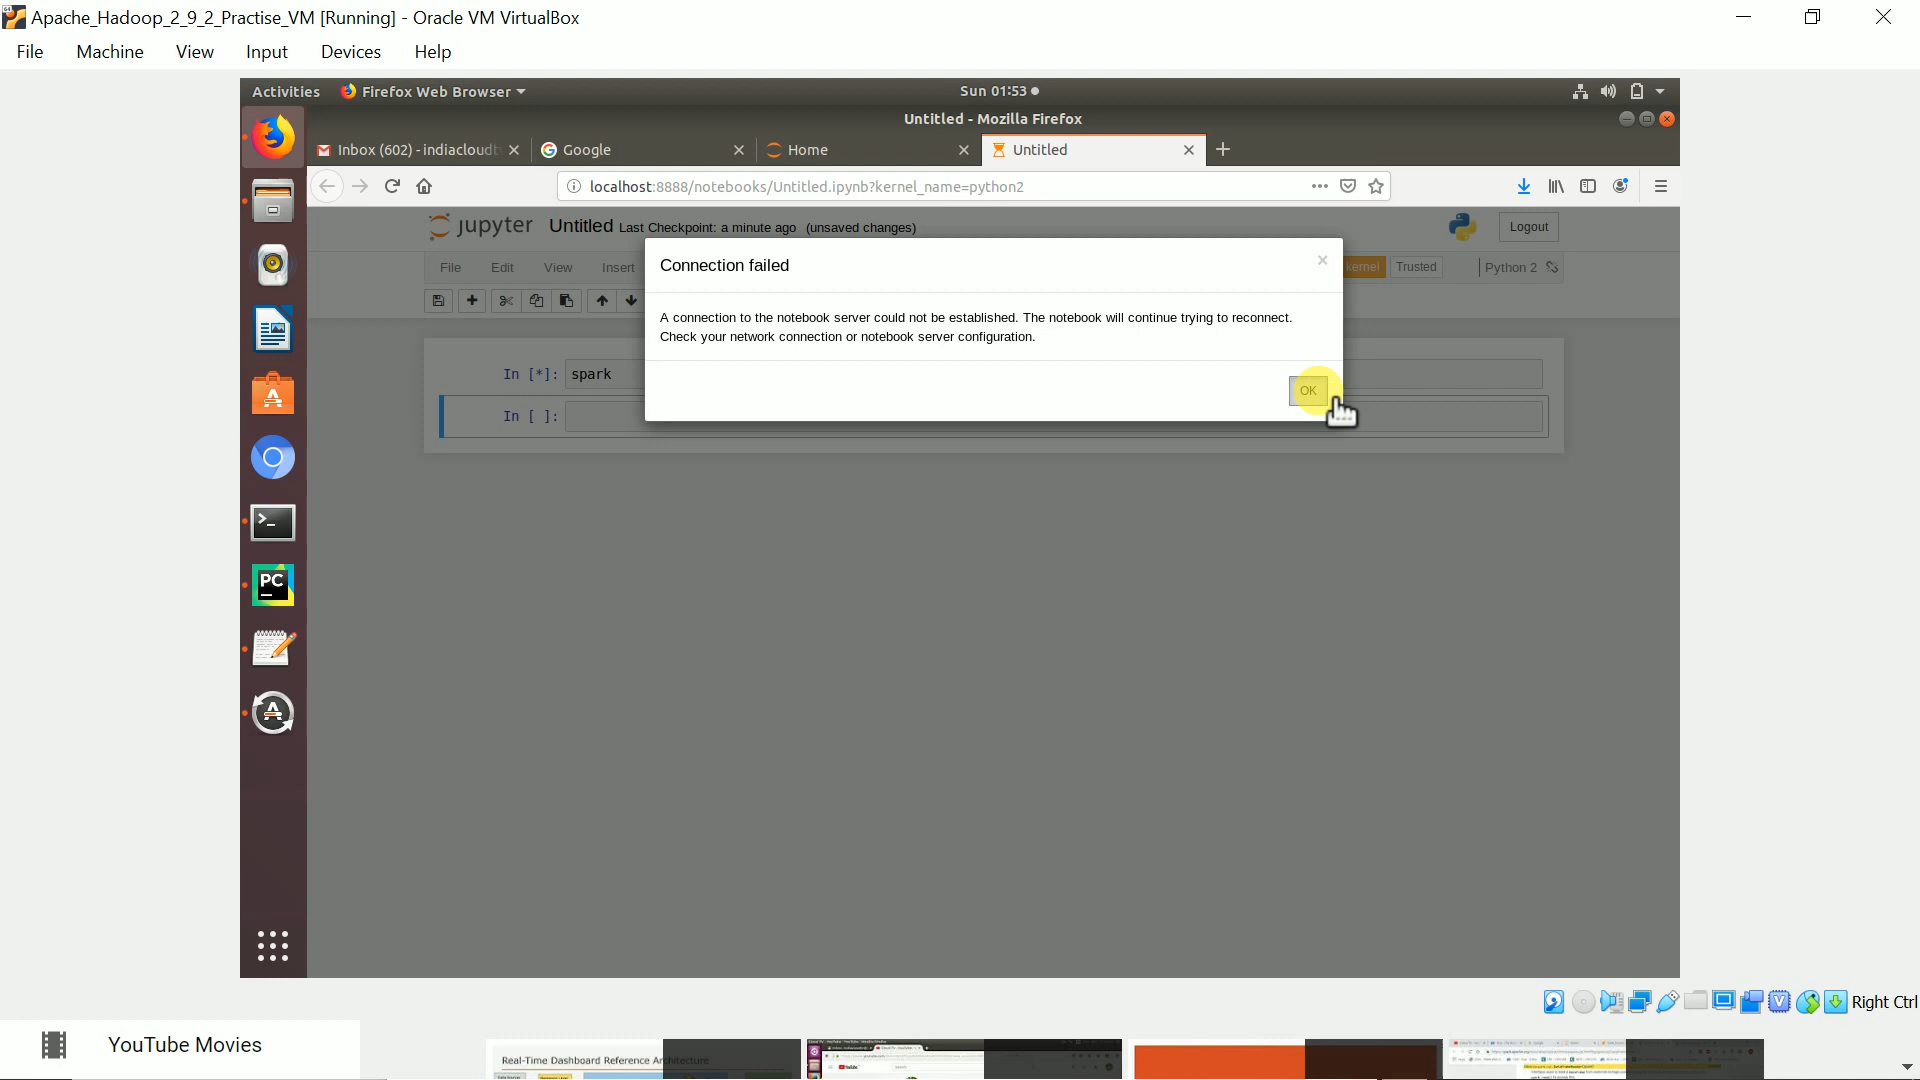 Apache_Hadoop_2_9_2_Practise_VM [Running] - Oracle VM VirtualBox
File Machine View Input Devices Help
Activities Firefox Web Browser Sun 01:53
Untitled - Mozilla Firefox
Inbox (602) - indiacloudt Google Home Untitled
localhost:8888/notebooks/Untitled.ipynb?kernel_name=python2
jupyter Untitled Last Checkpoint: a minute ago (unsaved changes) Logout
File Edit View Insert kernel Trusted Python 2
Connection failed
A connection to the notebook server could not be established. The notebook will continue trying to reconnect.
Check your network connection or notebook server configuration.
OK
In [*]: spark
In [ ]:
PC
Right Ctrl
YouTube Movies
Real-Time Dashboard Reference Architecture